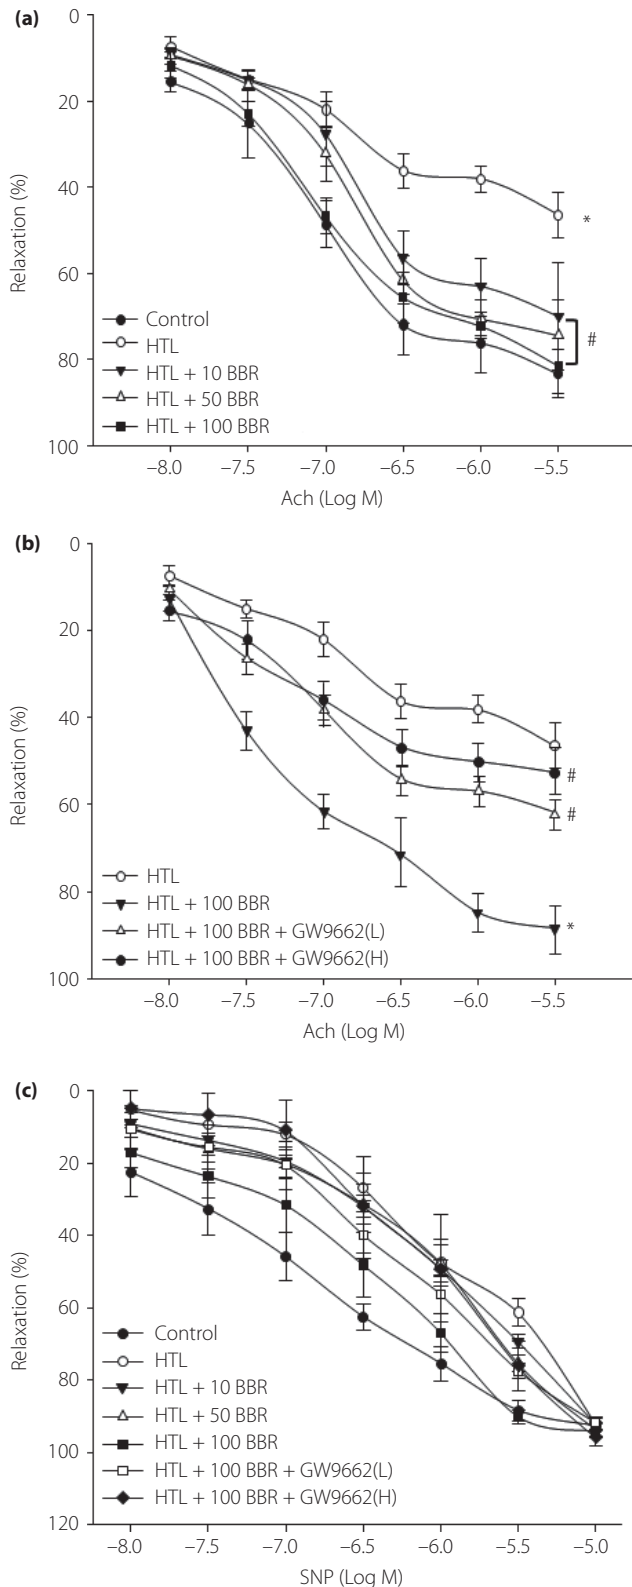 (a)
0
20
40
60
80
100
Relaxation (%)
Control
HTL
HTL + 10 BBR
HTL + 50 BBR
HTL + 100 BBR
*
#
−8.0 −7.5 −7.0 −6.5 −6.0 −5.5
Ach (Log M)
(b)
0
20
40
60
80
100
Relaxation (%)
HTL
HTL + 100 BBR
HTL + 100 BBR + GW9662(L)
HTL + 100 BBR + GW9662(H)
#
#
*
−8.0 −7.5 −7.0 −6.5 −6.0 −5.5
Ach (Log M)
(c)
0
20
40
60
80
100
120
Relaxation (%)
Control
HTL
HTL + 10 BBR
HTL + 50 BBR
HTL + 100 BBR
HTL + 100 BBR + GW9662(L)
HTL + 100 BBR + GW9662(H)
−8.0 −7.5 −7.0 −6.5 −6.0 −5.5 −5.0
SNP (Log M)